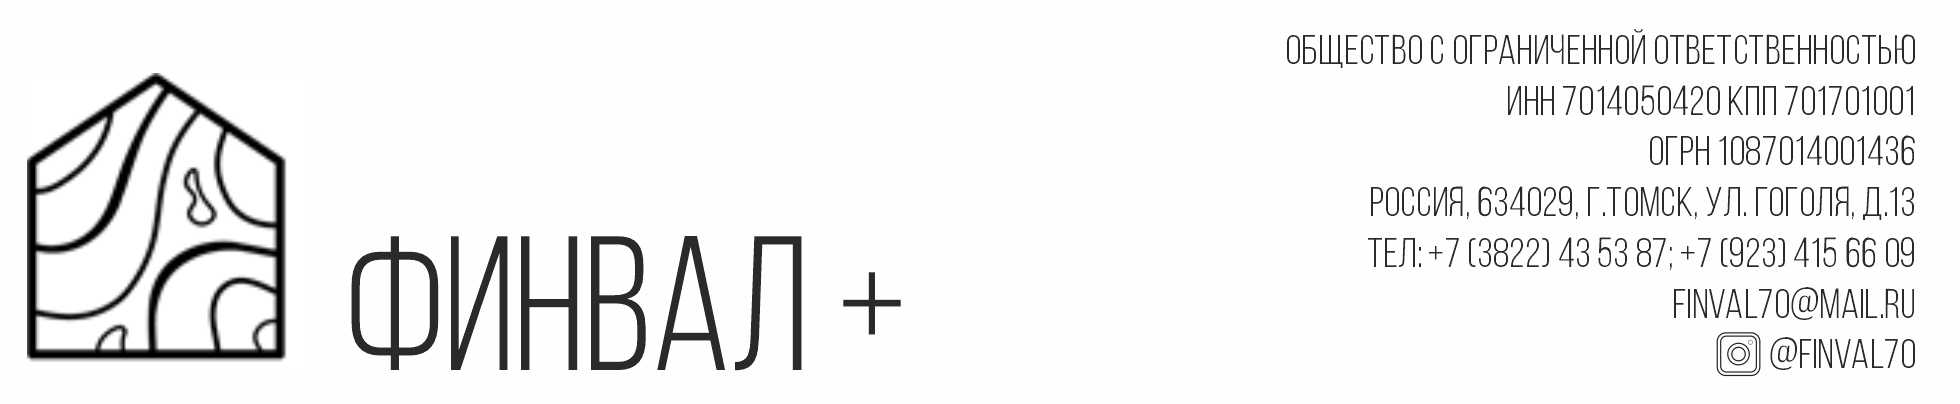 ФИНВАЛ +
ОБЩЕСТВО С ОГРАНИЧЕННОЙ ОТВЕТСТВЕННОСТЬЮ
ИНН 7014050420 КПП 701701001
ОГРН 1087014001436
РОССИЯ, 634029, Г.ТОМСК, УЛ. ГОГОЛЯ, Д.13
ТЕЛ: +7 (3822) 43 53 87; +7 (923) 415 66 09
FINVAL70@MAIL.RU
@FINVAL70